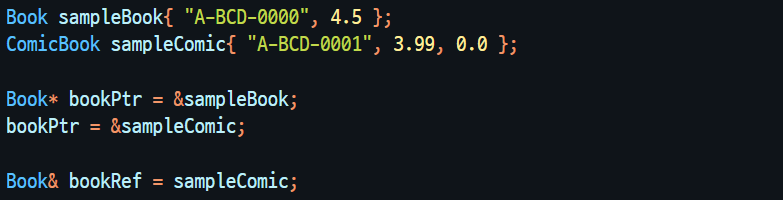 Book sampleBook{ "A-BCD-0000", 4.5 };
ComicBook sampleComic{ "A-BCD-0001", 3.99, 0.0 };
Book* bookPtr = &sampleBook;
bookPtr = &sampleComic;
Book& bookRef = sampleComic;